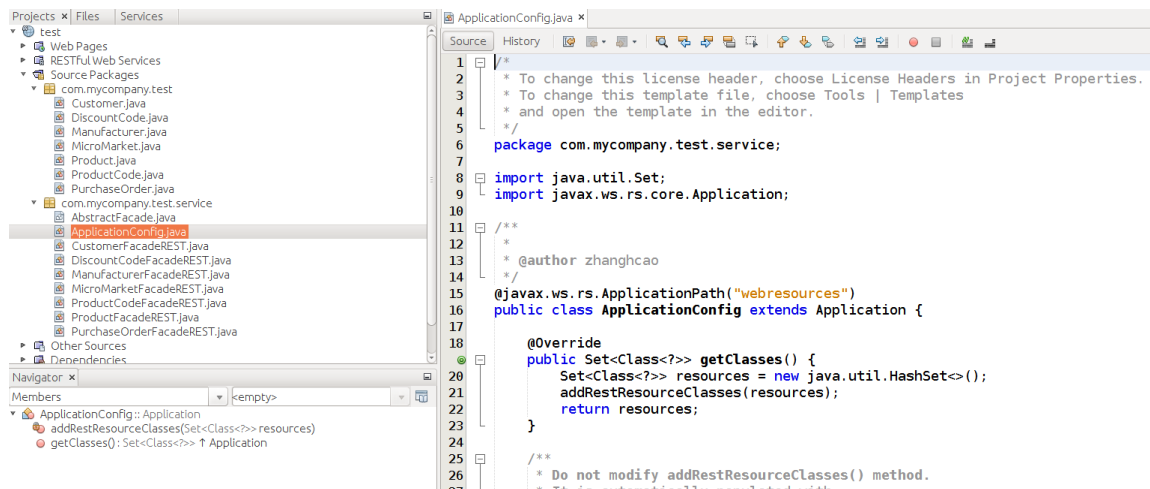 Projects × Files Services
test
Web Pages
RESTful Web Services
Source Packages
com.mycompany.test
Customer.java
DiscountCode.java
Manufacturer.java
MicroMarket.java
Product.java
ProductCode.java
PurchaseOrder.java
com.mycompany.test.service
AbstractFacade.java
ApplicationConfig.java
CustomerFacadeREST.java
DiscountCodeFacadeREST.java
ManufacturerFacadeREST.java
MicroMarketFacadeREST.java
ProductCodeFacadeREST.java
ProductFacadeREST.java
PurchaseOrderFacadeREST.java
Other Sources
Dependencies
Navigator ×
Members <empty>
ApplicationConfig :: Application
addRestResourceClasses(Set<Class<?>> resources)
getClasses() : Set<Class<?>> ↑ Application
ApplicationConfig.java ×
Source History
1 /*
2  * To change this license header, choose License Headers in Project Properties.
3  * To change this template file, choose Tools | Templates
4  * and open the template in the editor.
5  */
6 package com.mycompany.test.service;
7
8 import java.util.Set;
9 import javax.ws.rs.core.Application;
10
11 /**
12  *
13  * @author zhanghcao
14  */
15 @javax.ws.rs.ApplicationPath("webresources")
16 public class ApplicationConfig extends Application {
17
18     @Override
    public Set<Class<?>> getClasses() {
20         Set<Class<?>> resources = new java.util.HashSet<>();
21         addRestResourceClasses(resources);
22         return resources;
23     }
24
25     /**
26      * Do not modify addRestResourceClasses() method.
27      * It is automatically populated with